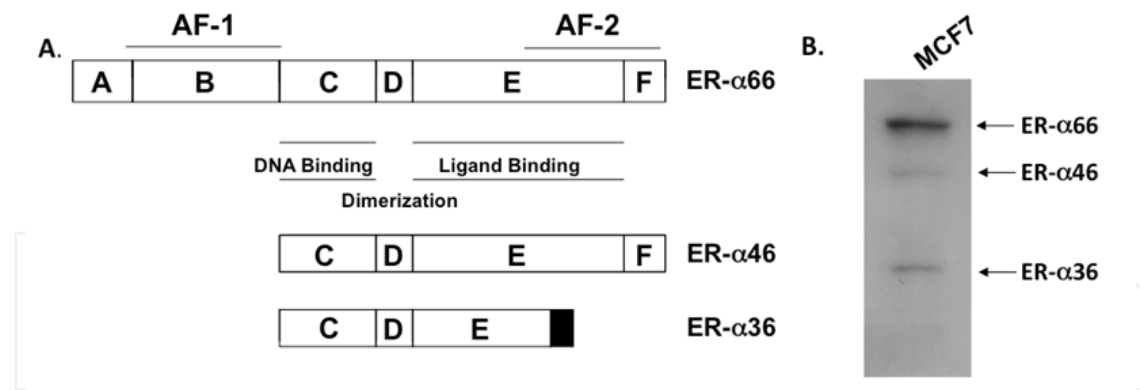 A.
AF-1
AF-2
A B C D E F ER-α66
DNA Binding
Ligand Binding
Dimerization
C D E F ER-α46
C D E ER-α36
B.
MCF7
ER-α66
ER-α46
ER-α36